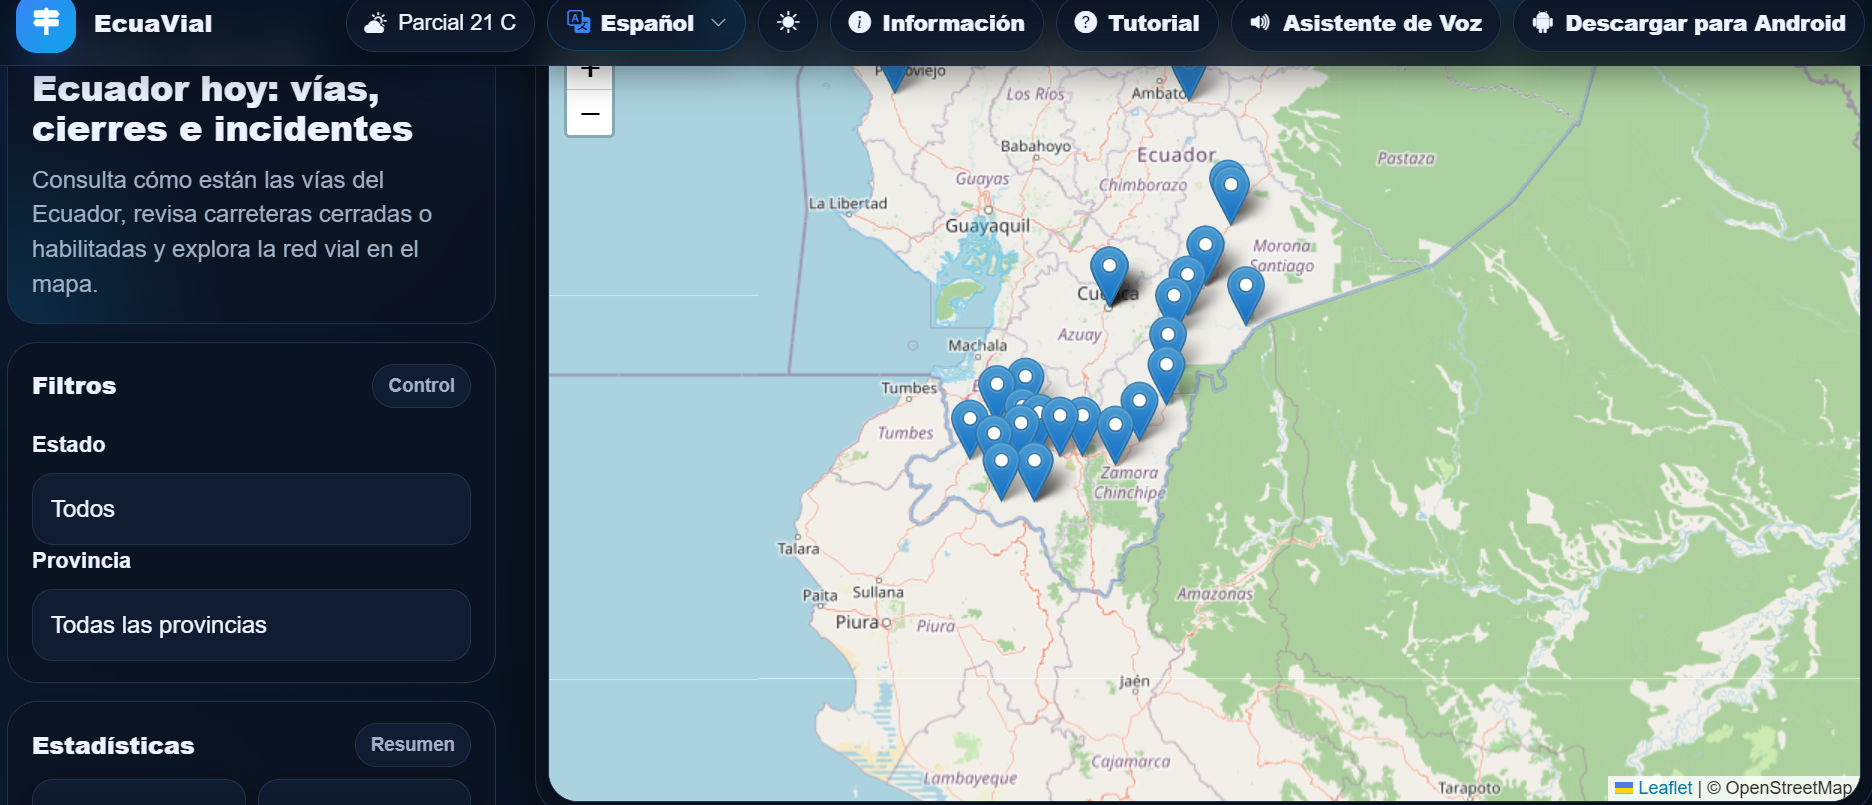 EcuaVial
Parcial 21 C
Español
Información
Tutorial
Asistente de Voz
Descargar para Android
Ecuador hoy: vías,
cierres e incidentes
Consulta cómo están las vías del
Ecuador, revisa carreteras cerradas o
habilitadas y explora la red vial en el
mapa.
Filtros
Control
Estado
Todos
Provincia
Todas las provincias
Estadísticas
Resumen
+
−
Los Ríos
Ambato
Babahoyo
Ecuador
Pastaza
Guayas
Chimborazo
La Libertad
Guayaquil
Morona
Santiago
Azuay
Machala
Tumbes
Tumbes
Zamora
Chinchipe
Talara
Paita
Sullana
Amazonas
Piura
Piura
Jaén
Cajamarca
Lambayeque
Tarapoto
Leaflet | © OpenStreetMap